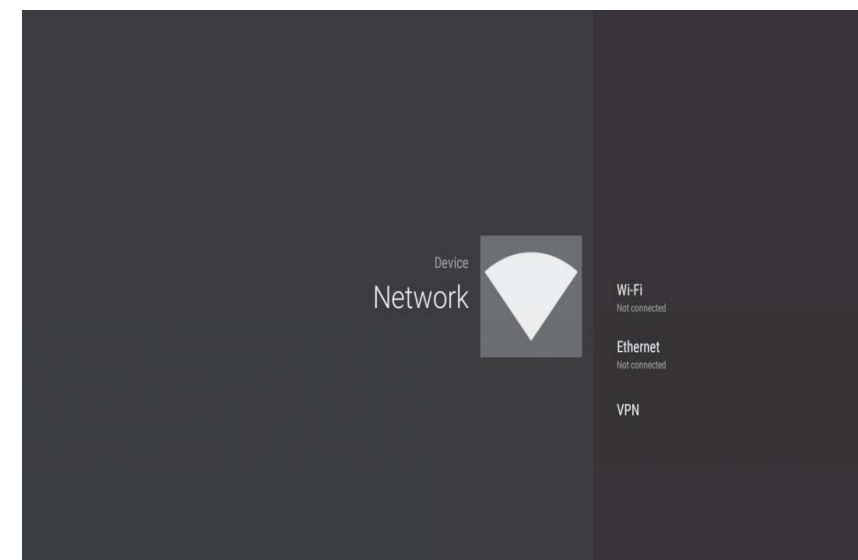 Device
Network
Wi-Fi
Not connected
Ethernet
Not connected
VPN